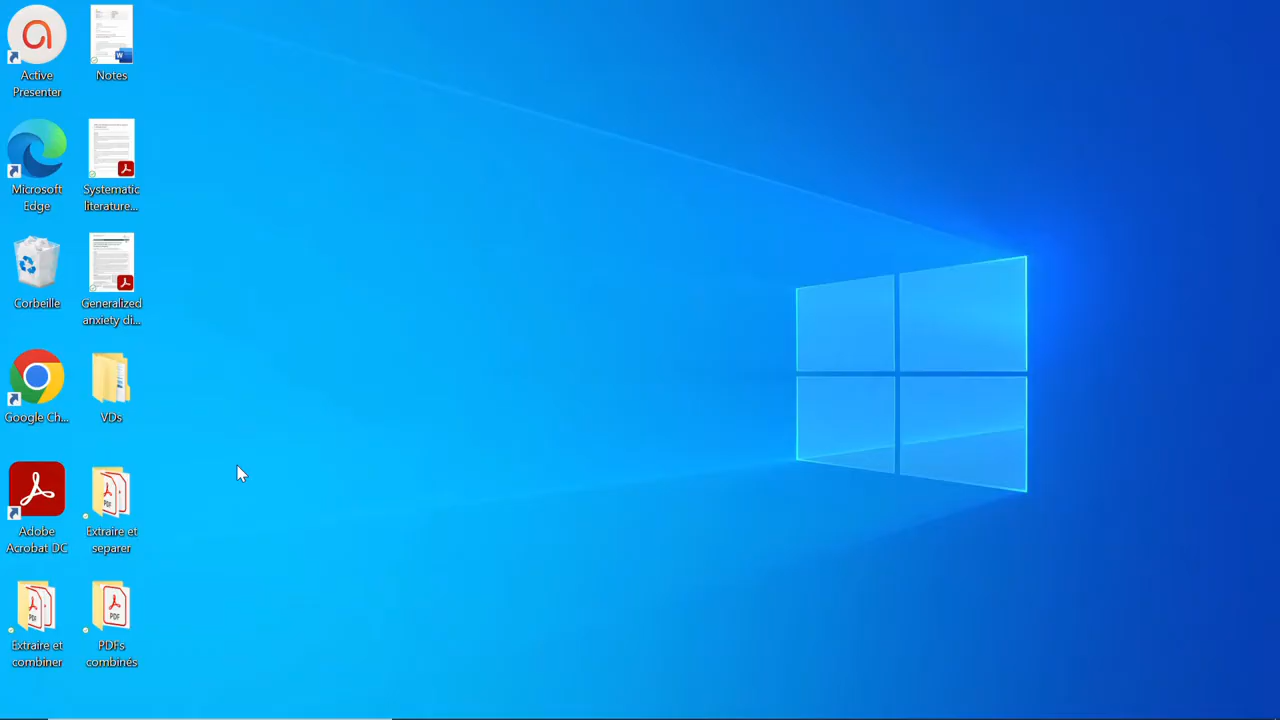 Active
Presenter
Notes
Microsoft
Edge
Systematic
literature...
Corbeille
Generalized
anxiety di...
Google Ch...
VDs
Adobe
Acrobat DC
Extraire et
separer
Extraire et
combiner
PDFs
combinés